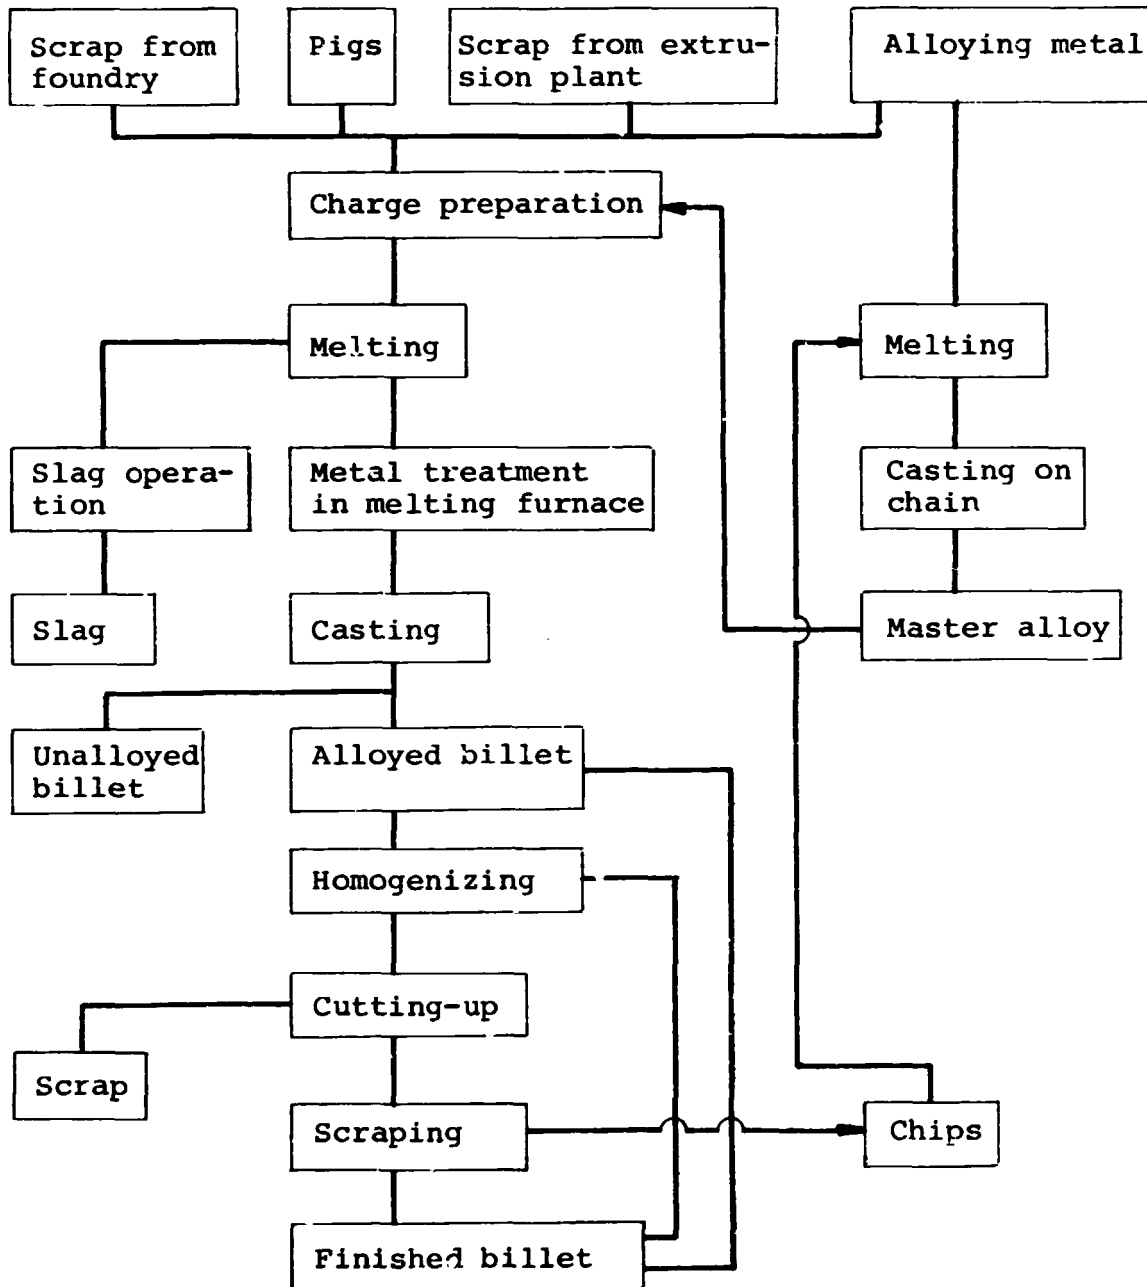 Scrap from
foundry
Pigs
Scrap from extru-
sion plant
Alloying metal
Charge preparation
Melting
Melting
Slag opera-
tion
Metal treatment
in melting furnace
Casting on
chain
Slag
Casting
Master alloy
Unalloyed
billet
Alloyed billet
Homogenizing
Cutting-up
Scrap
Scraping
Chips
Finished billet